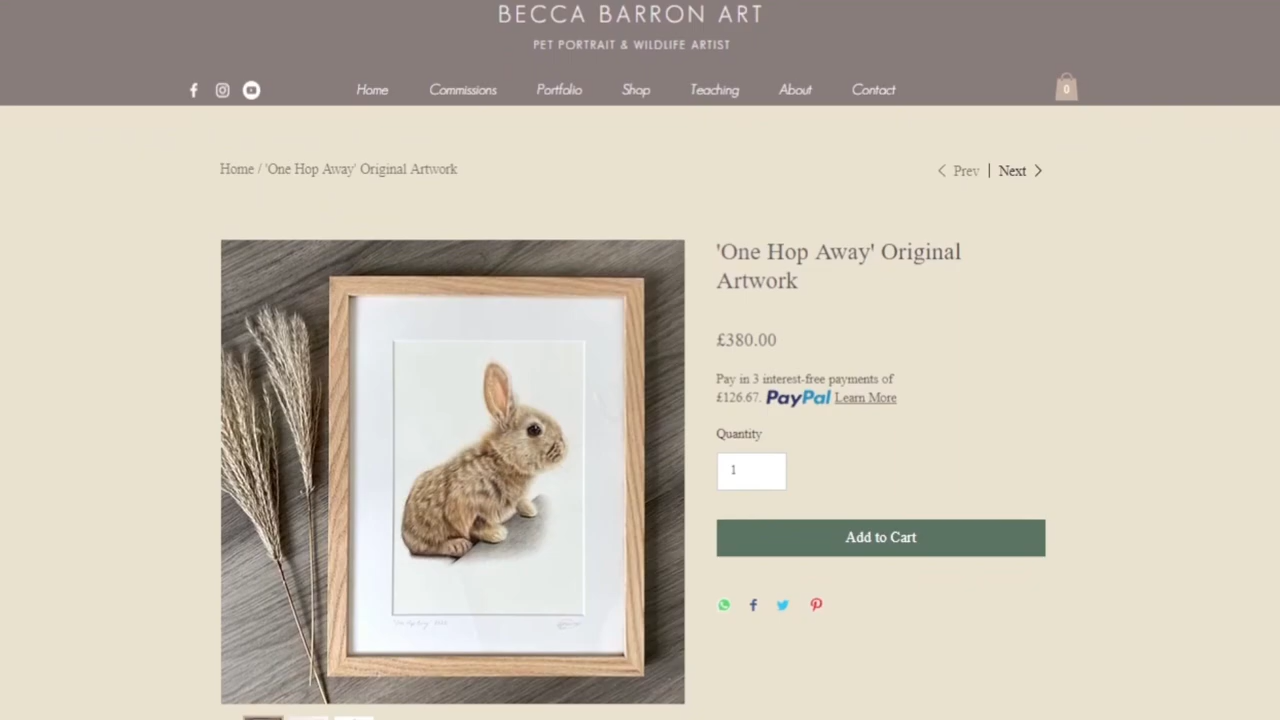 BECCA BARRON ART
PET PORTRAIT & WILDLIFE ARTIST
Home Commissions Portfolio Shop Teaching About Contact
0
Home / 'One Hop Away' Original Artwork
Prev | Next
'One Hop Away' Original
Artwork
£380.00
Pay in 3 interest-free payments of
£126.67. PayPal Learn More
Quantity
1
Add to Cart